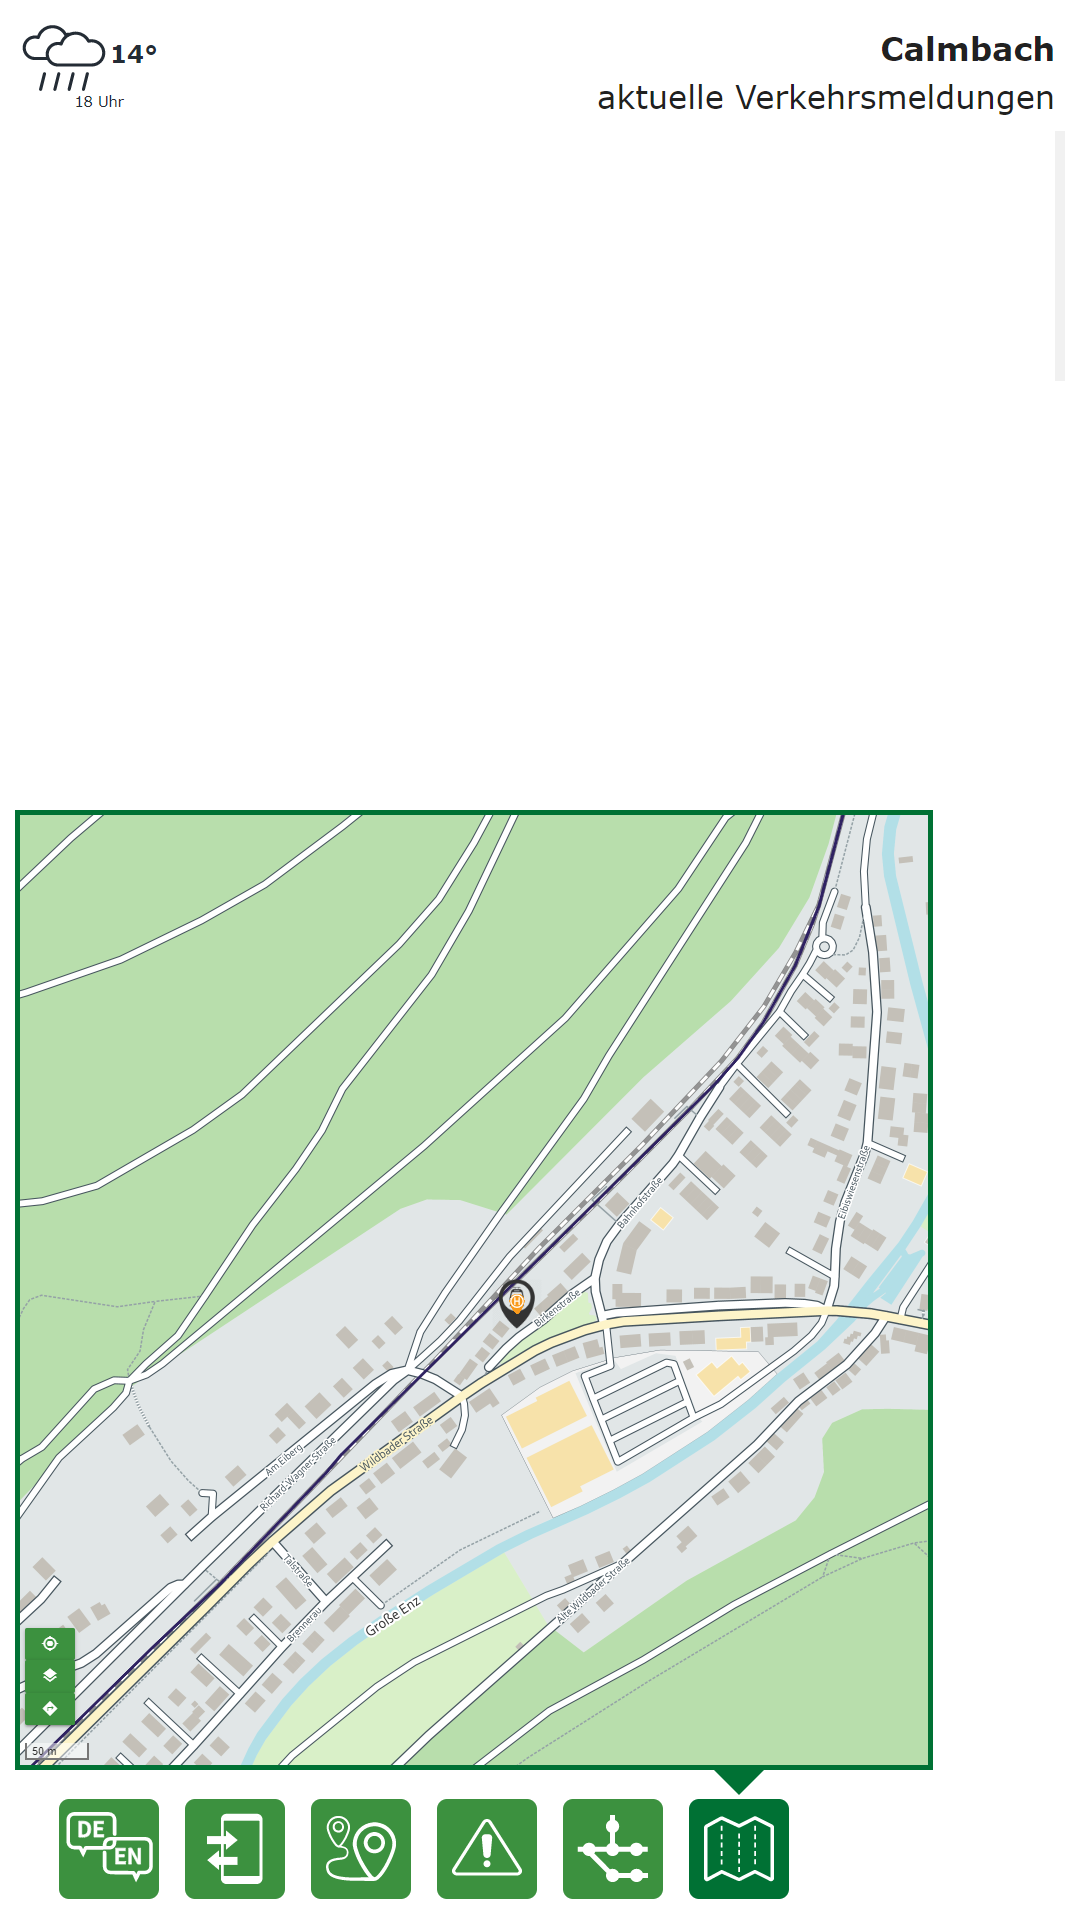 14°
18 Uhr
Calmbach
aktuelle Verkehrsmeldungen
Bahnhofstraße
Eibiswiesenstraße
Birkenstraße
H
Wildbader Straße
Am Eiberg
Richard-Wagner-Straße
Talstraße
Brennerau
Große Enz
Alte Wildbader Straße
50 m
DE
EN